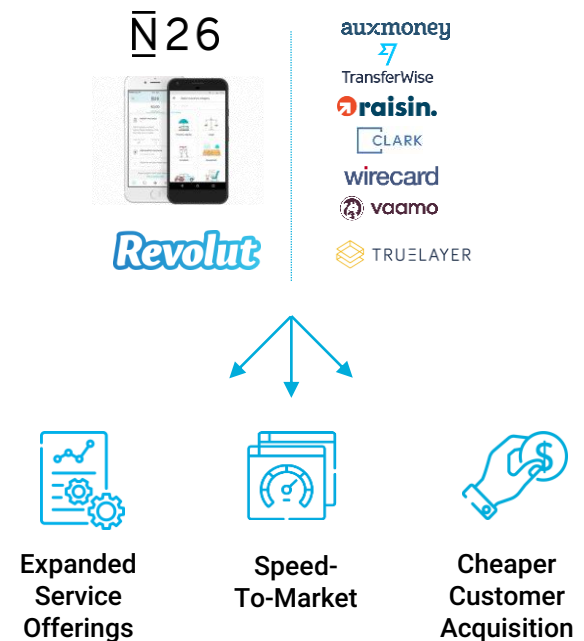 N26
auxmoney
TransferWise
raisin.
CLARK
wirecard
vaamo
Revolut
TRUELAYER
$
Expanded
Service
Offerings
Speed-
To-Market
Cheaper
Customer
Acquisition